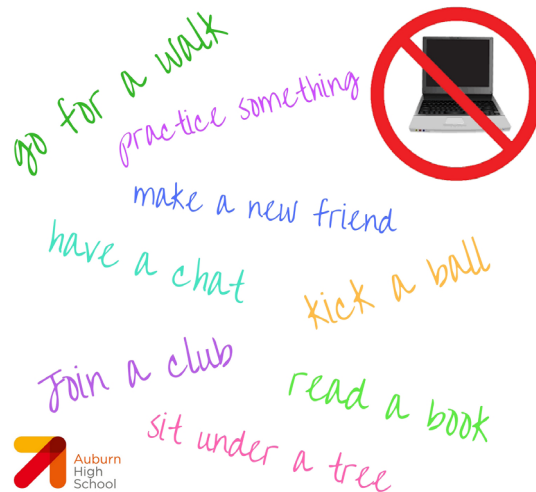 go for a walk
practice something
make a new friend
have a chat
kick a ball
Join a club
read a book
sit under a tree
Auburn
High
School